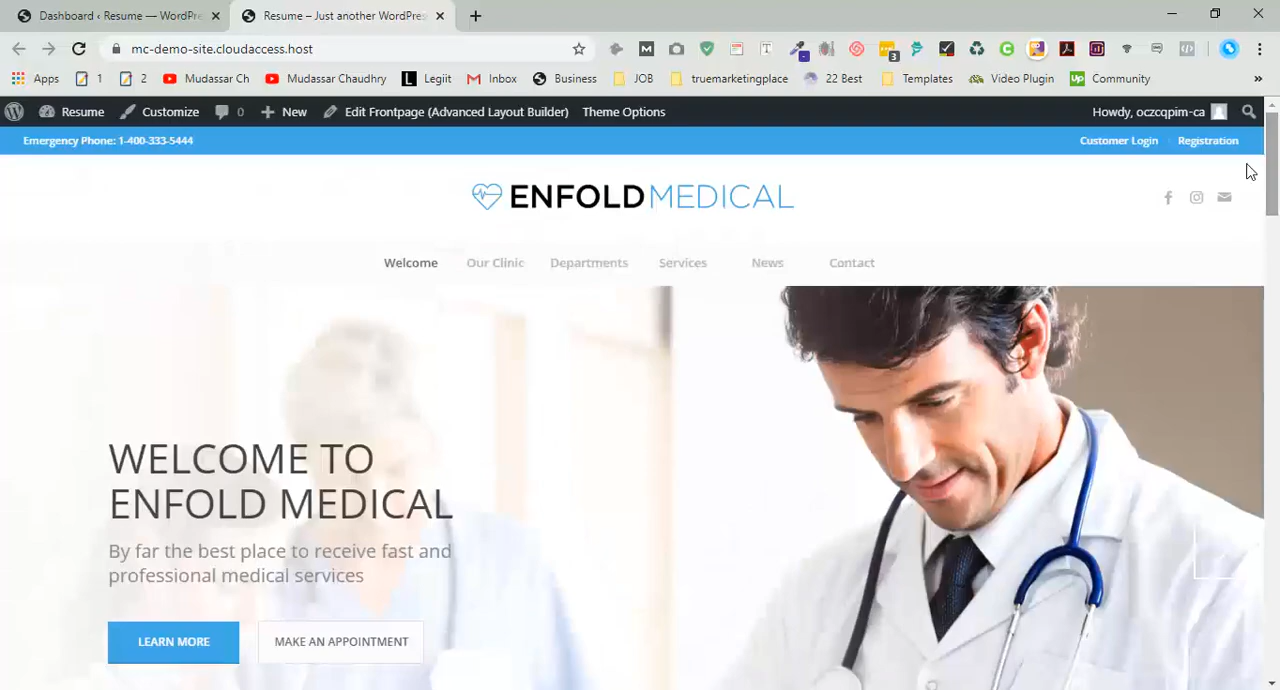 Dashboard ‹ Resume — WordPre
Resume – Just another WordPress
mc-demo-site.cloudaccess.host
Apps
1
2
Mudassar Ch
Mudassar Chaudhry
Legiit
Inbox
Business
JOB
truemarketingplace
22 Best
Templates
Video Plugin
Up
Community
»
Resume
Customize
0
New
Edit Frontpage (Advanced Layout Builder)
Theme Options
Howdy, oczcqpim-ca
Emergency Phone: 1-400-333-5444
Customer Login
Registration
ENFOLD MEDICAL
Welcome
Our Clinic
Departments
Services
News
Contact
WELCOME TO
ENFOLD MEDICAL
By far the best place to receive fast and
professional medical services
LEARN MORE
MAKE AN APPOINTMENT